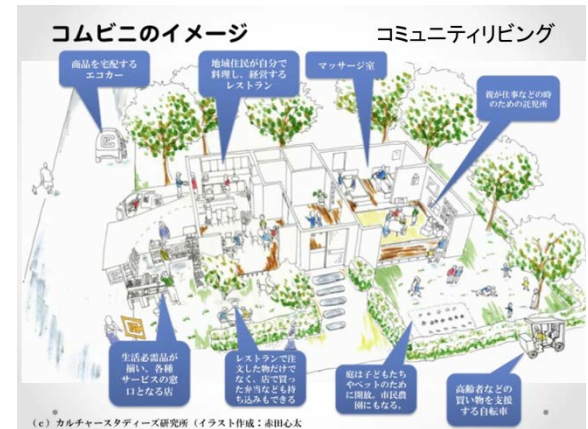 コムビニのイメージ
コミュニティリビング
商品を宅配する
エコカー
地域住民が自分で
料理し、経営する
レストラン
マッサージ室
親が仕事などの時
のための託児所
生活必需品が
揃い、各種
サービスの窓
口となる店
レストランで注
文した物だけで
なく、店で買っ
た弁当なども持
ち込みもできる
庭は子どもたち
やペットのために
開放。市民農
園にもなる。
高齢者などの
買い物を支援
する自転車
(c) カルチャースタディーズ研究所（イラスト作成：赤田心太